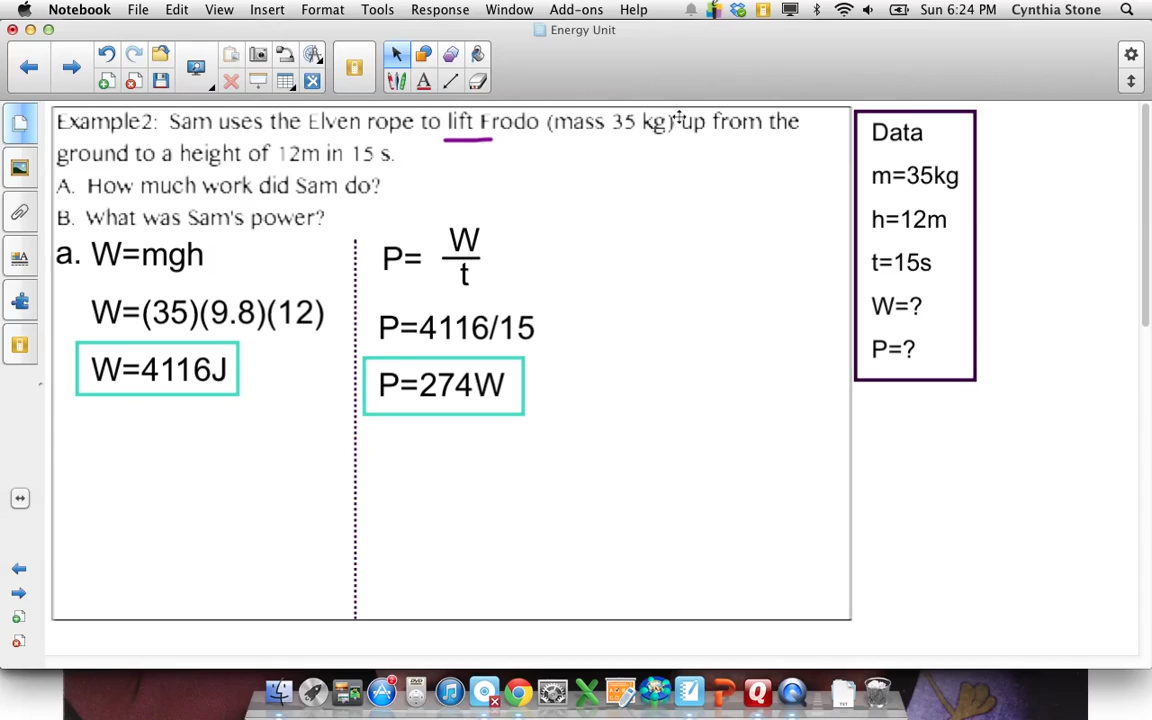 Notebook File Edit View Insert Format Tools Response Window Add-ons Help Sun 6:24 PM Cynthia Stone
Energy Unit
Example2: Sam uses the Elven rope to lift Frodo (mass 35 kg) up from the
ground to a height of 12m in 15 s.
A. How much work did Sam do?
B. What was Sam's power?
a. W=mgh
W=(35)(9.8)(12)
W=4116J
P= W
t
P=4116/15
P=274W
Data
m=35kg
h=12m
t=15s
W=?
P=?